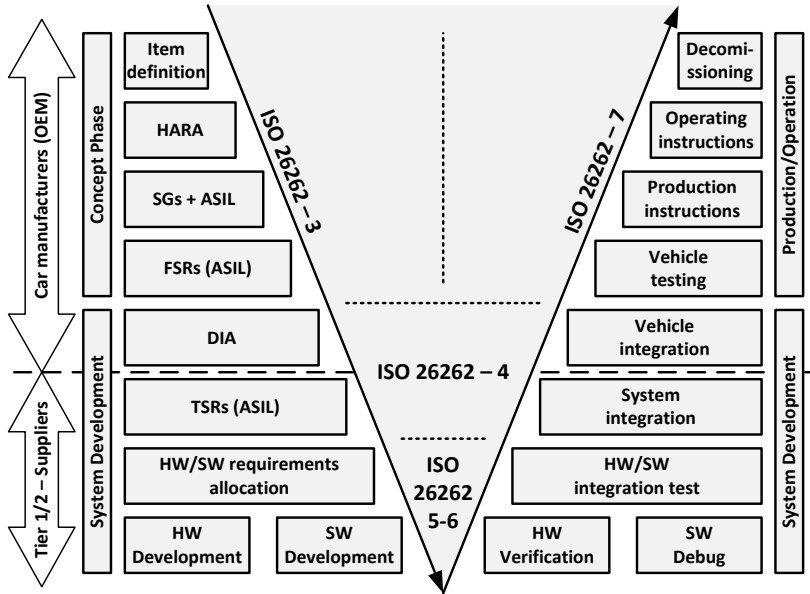 Car manufacturers (OEM)
Tier 1/2 – Suppliers
Concept Phase
System Development
Item
definition
HARA
SGs + ASIL
FSRs (ASIL)
DIA
TSRs (ASIL)
HW/SW requirements
allocation
HW
Development
SW
Development
ISO 26262 – 3
ISO 26262 – 4
ISO
26262
5-6
ISO 26262 – 7
Decomi-
ssioning
Operating
instructions
Production
instructions
Vehicle
testing
Vehicle
integration
System
integration
HW/SW
integration test
HW
Verification
SW
Debug
Production/Operation
System Development